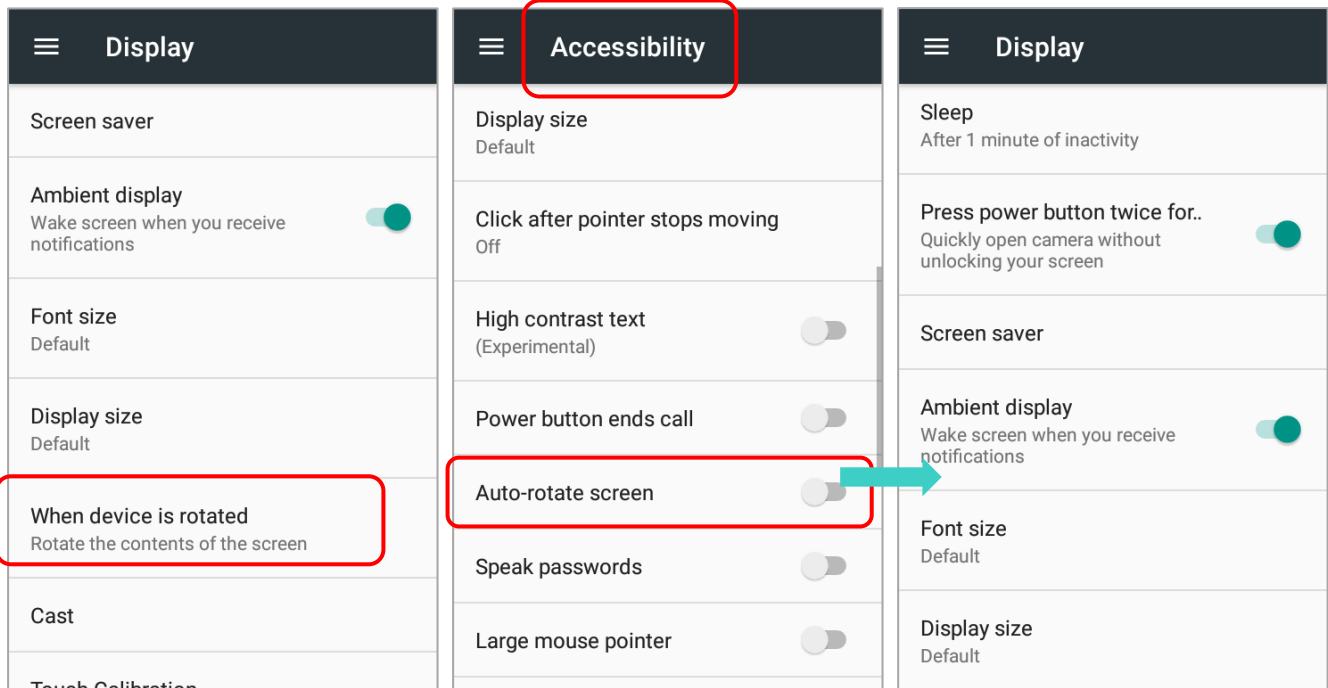 Display
Screen saver
Ambient display
Wake screen when you receive
notifications
Font size
Default
Display size
Default
When device is rotated
Rotate the contents of the screen
Cast
Touch Calibration
Accessibility
Display size
Default
Click after pointer stops moving
Off
High contrast text
(Experimental)
Power button ends call
Auto-rotate screen
Speak passwords
Large mouse pointer
Display
Sleep
After 1 minute of inactivity
Press power button twice for..
Quickly open camera without
unlocking your screen
Screen saver
Ambient display
Wake screen when you receive
notifications
Font size
Default
Display size
Default